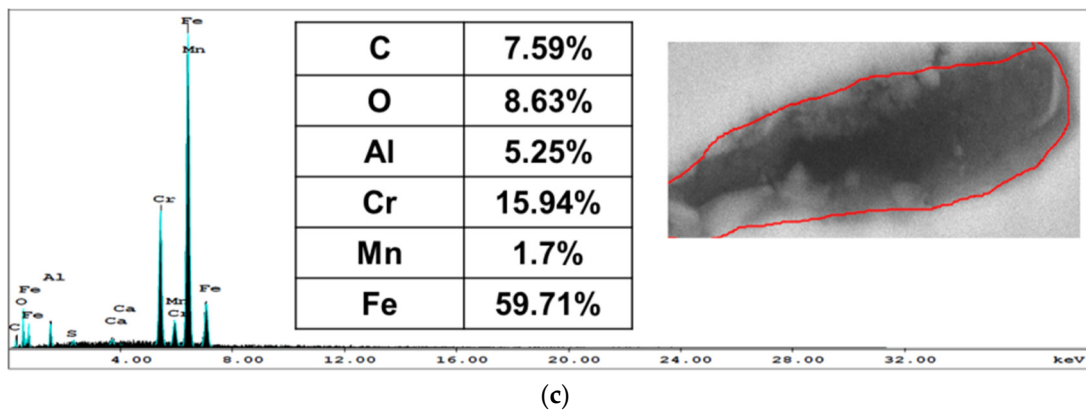 Fe
Mn
Cr
Fe
O
Fe
C
Al
S
Ca
Ca
Mn
Cr
Fe
4.00 8.00 12.00 16.00 20.00 24.00 28.00 32.00 keV
C 7.59%
O 8.63%
Al 5.25%
Cr 15.94%
Mn 1.7%
Fe 59.71%
(c)